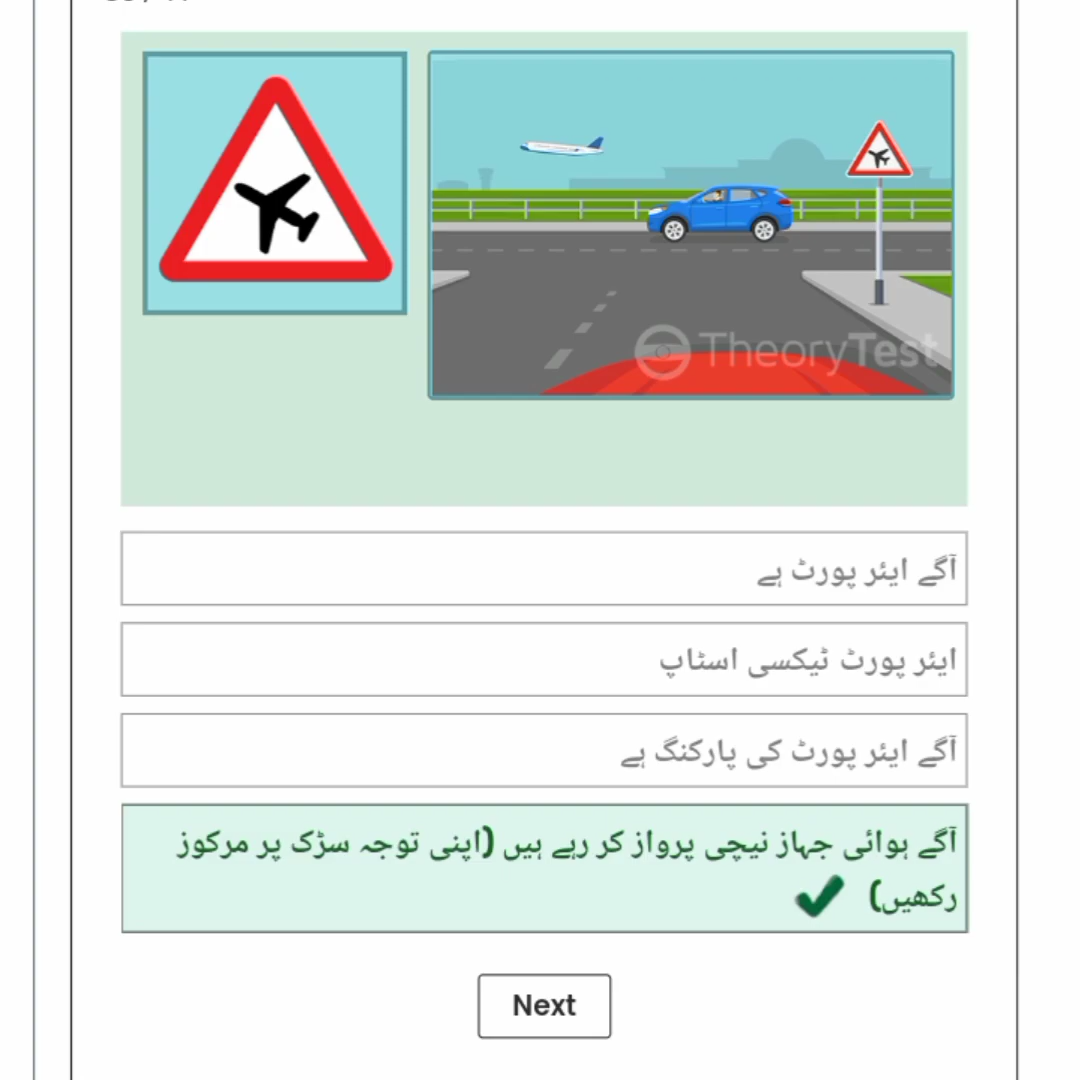 TheoryTest
آگے ایئر پورٹ ہے
ایئر پورٹ ٹیکسی اسٹاپ
آگے ایئر پورٹ کی پارکنگ ہے
آگے ہوائی جہاز نیچی پرواز کر رہے ہیں (اپنی توجہ سڑک پر مرکوز
رکھیں)
Next